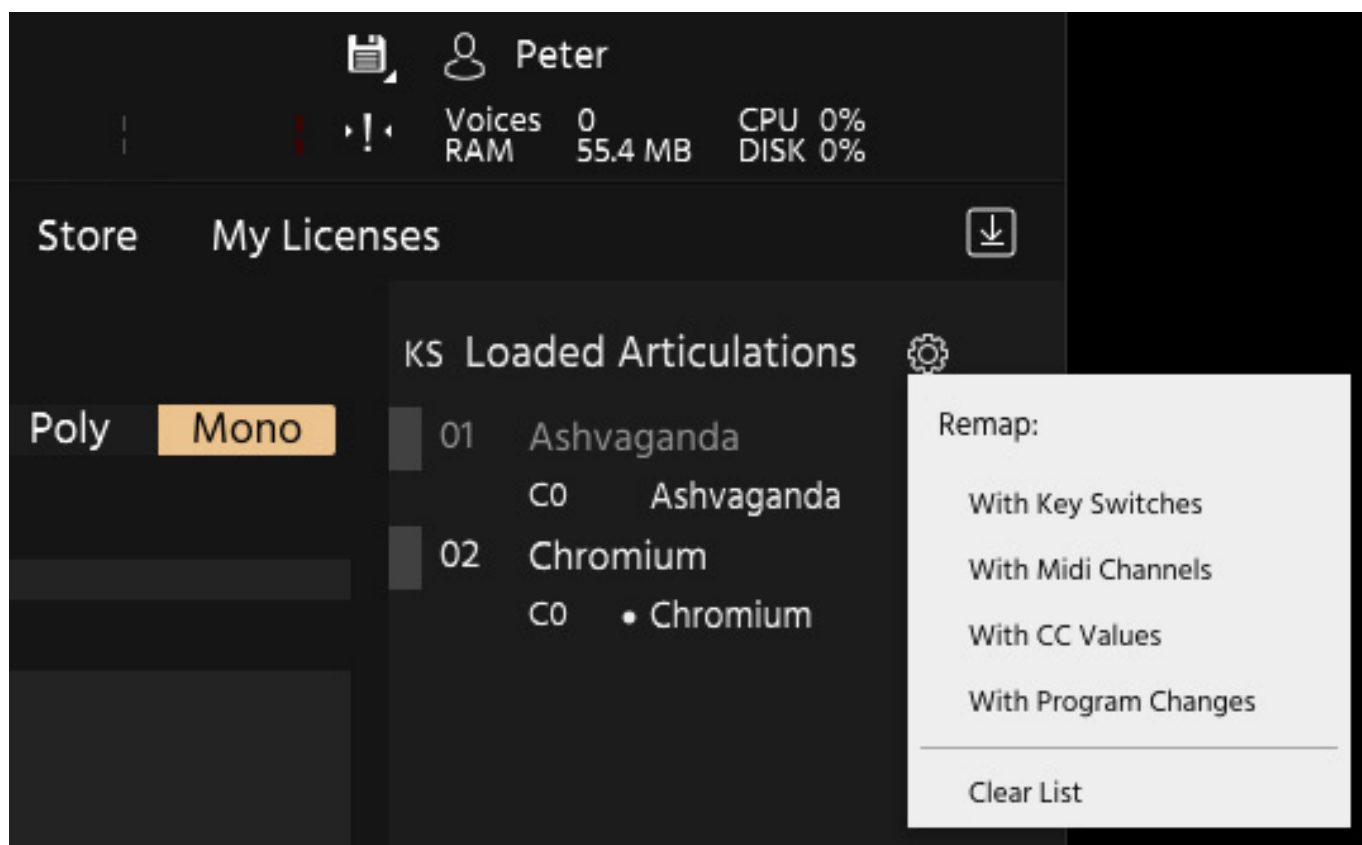 Peter
Voices 0 CPU 0%
RAM 55.4 MB DISK 0%
Store My Licenses
KS Loaded Articulations
Poly Mono
01 Ashvaganda
C0 Ashvaganda
02 Chromium
C0 • Chromium
Remap:
With Key Switches
With Midi Channels
With CC Values
With Program Changes
Clear List